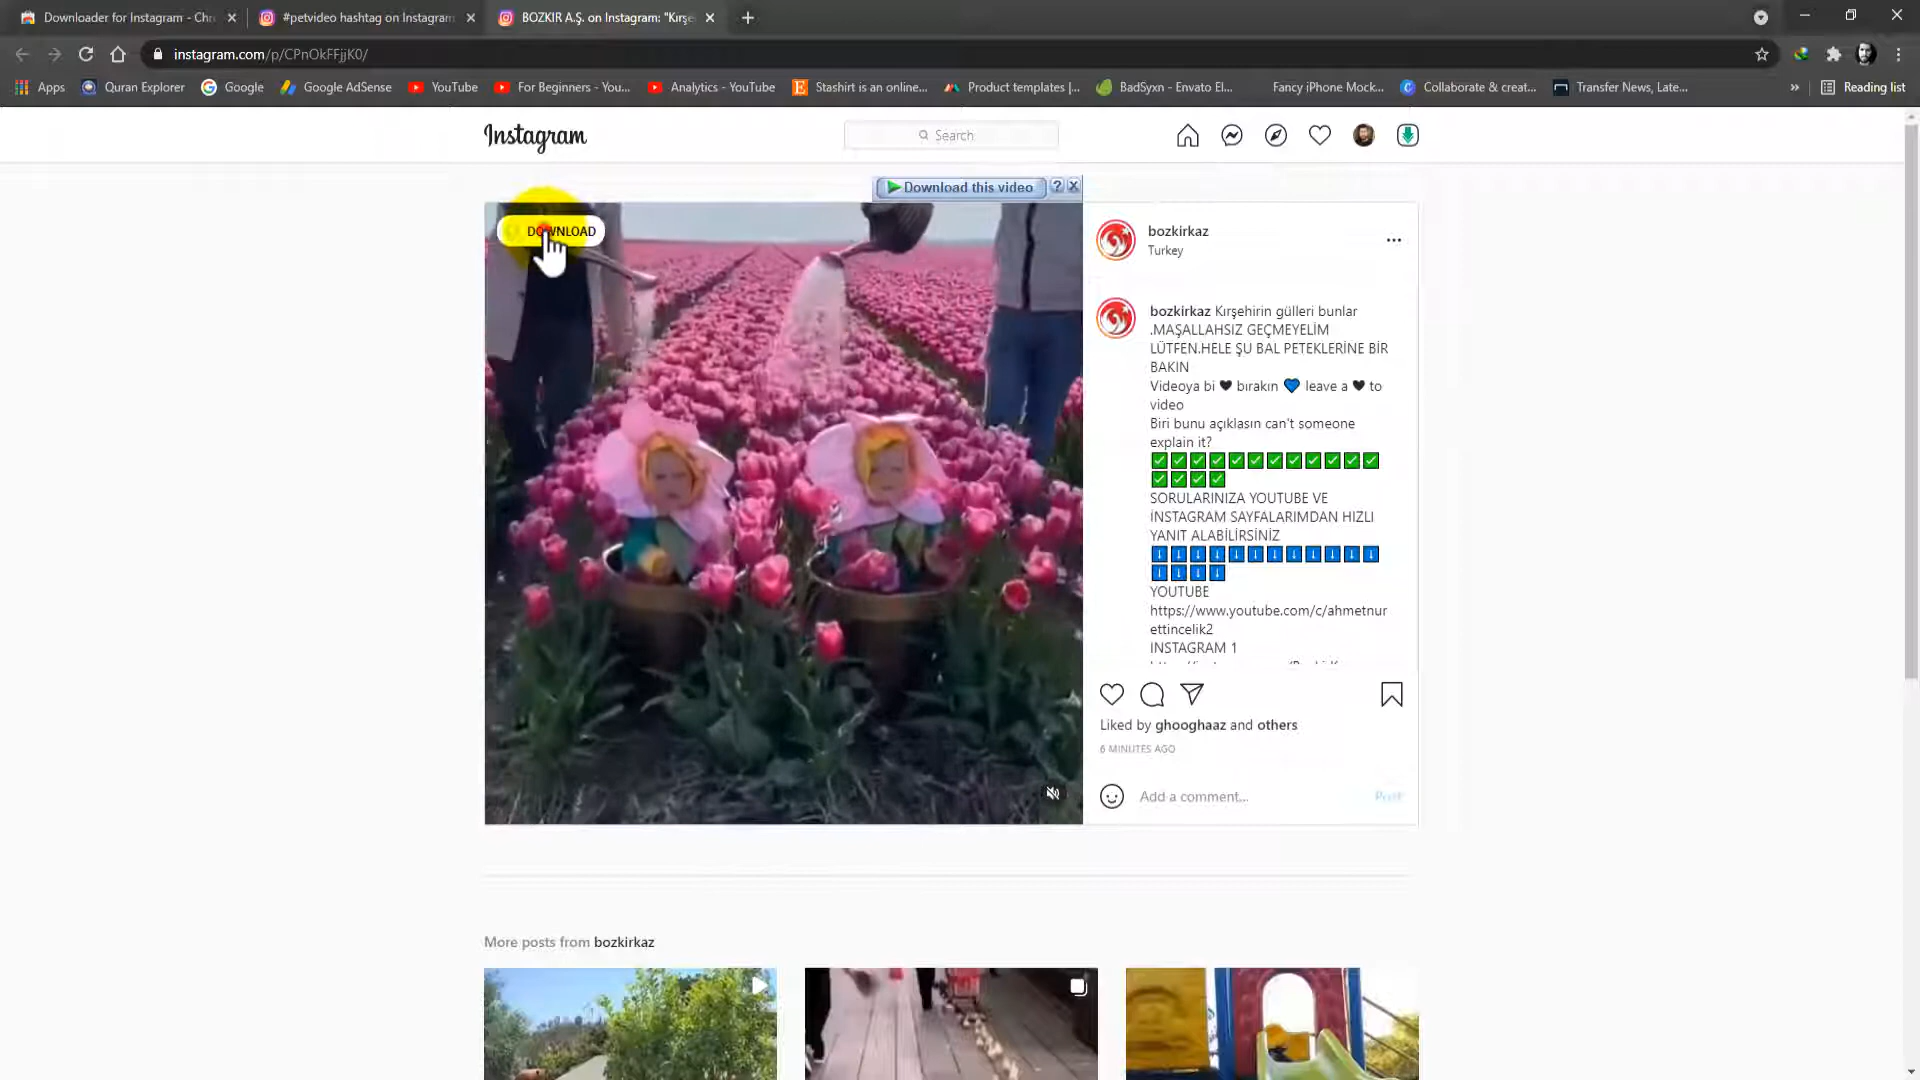 Downloader for Instagram - Chr
#petvideo hashtag on Instagram
BOZKIR A.Ş. on Instagram: "Kırşe
instagram.com/p/CPnOkFFjjK0/
Apps
Quran Explorer
Google
Google AdSense
YouTube
For Beginners - You...
Analytics - YouTube
Stashirt is an online...
Product templates |...
BadSyxn - Envato El...
Fancy iPhone Mock...
Collaborate & creat...
Transfer News, Late...
»
Reading list
Instagram
Search
Download this video
?
DOWNLOAD
bozkirkaz
Turkey
bozkirkaz Kırşehirin gülleri bunlar
.MAŞALLAHSIZ GEÇMEYELİM
LÜTFEN.HELE ŞU BAL PETEKLERİNE BİR
BAKIN
Videoya bi 🖤 bırakın 💙 leave a 🖤 to
video
Biri bunu açıklasın can't someone
explain it?
✅✅✅✅✅✅✅✅✅✅✅✅
✅✅✅✅
SORULARINIZA YOUTUBE VE
İNSTAGRAM SAYFALARIMDAN HIZLI
YANIT ALABİLİRSİNİZ
⬇⬇⬇⬇⬇⬇⬇⬇⬇⬇⬇⬇
⬇⬇⬇⬇
YOUTUBE
https://www.youtube.com/c/ahmetnur
ettincelik2
INSTAGRAM 1
Liked by ghooghaaz and others
6 MINUTES AGO
Add a comment...
Post
More posts from bozkirkaz